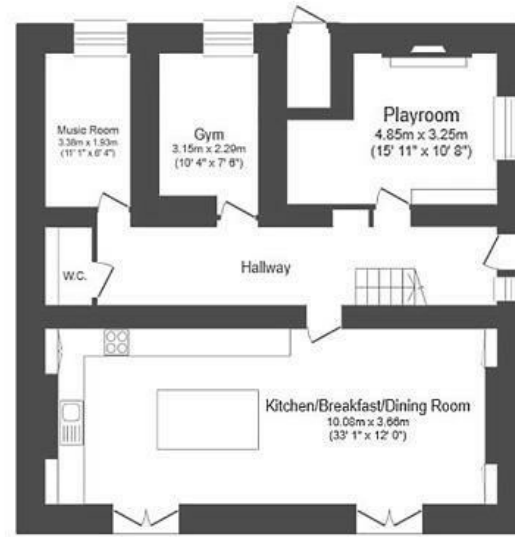 Music Room
3.38m x 1.93m
(11' 1" x 6' 4")
Gym
3.15m x 2.29m
(10' 4" x 7' 6")
Playroom
4.85m x 3.25m
(15' 11" x 10' 8")
W.C.
Hallway
Kitchen/Breakfast/Dining Room
10.08m x 3.66m
(33' 1" x 12' 0")